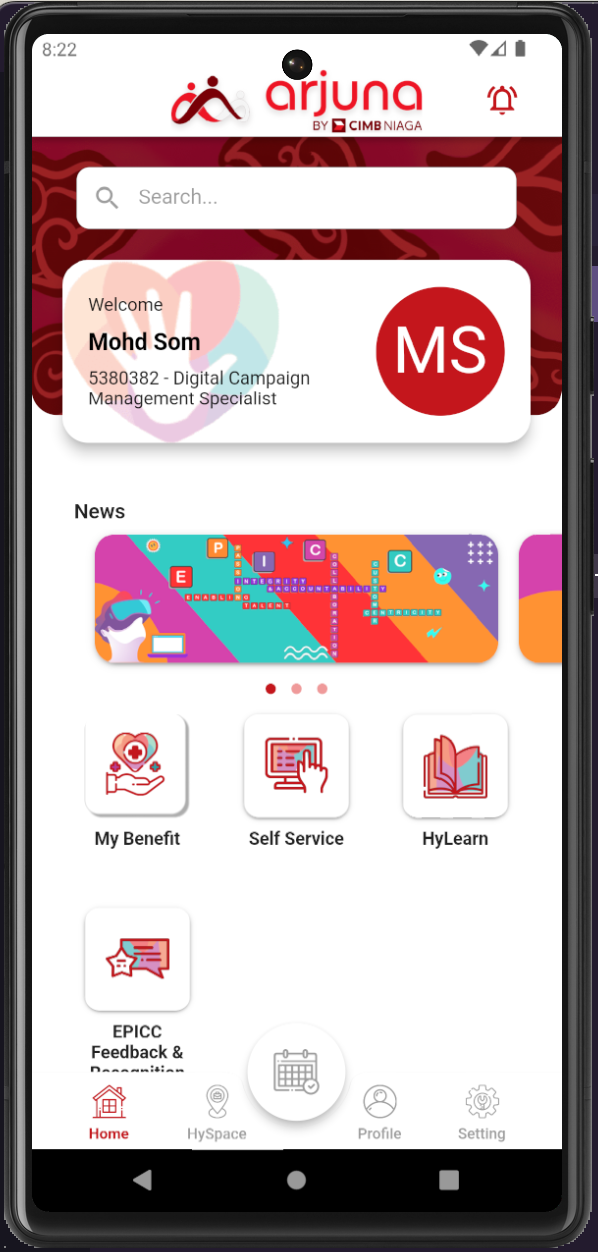 8:22
arjuna
BY CIMB NIAGA
Search...
Welcome
Mohd Som
5380382 - Digital Campaign
Management Specialist
MS
News
E P I C C
INTEGRITY
ACCOUNTABILITY
ENABLING
TALENT
COLLABORATION
CUSTOMER
CENTRICITY
My Benefit
Self Service
HyLearn
EPICC
Feedback &
Recognition
Home
HySpace
Profile
Setting